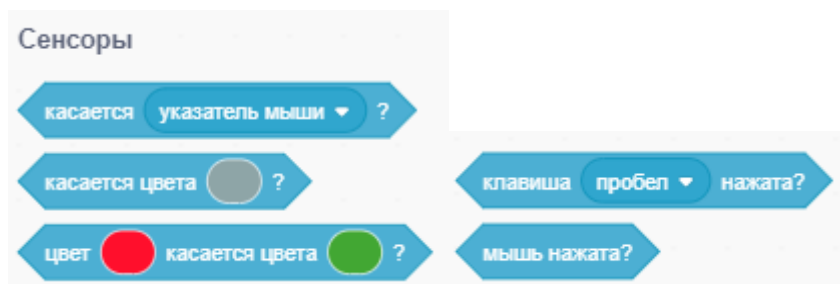 Сенсоры
касается указатель мыши ?
касается цвета ?
цвет касается цвета ?
клавиша пробел нажата?
мышь нажата?